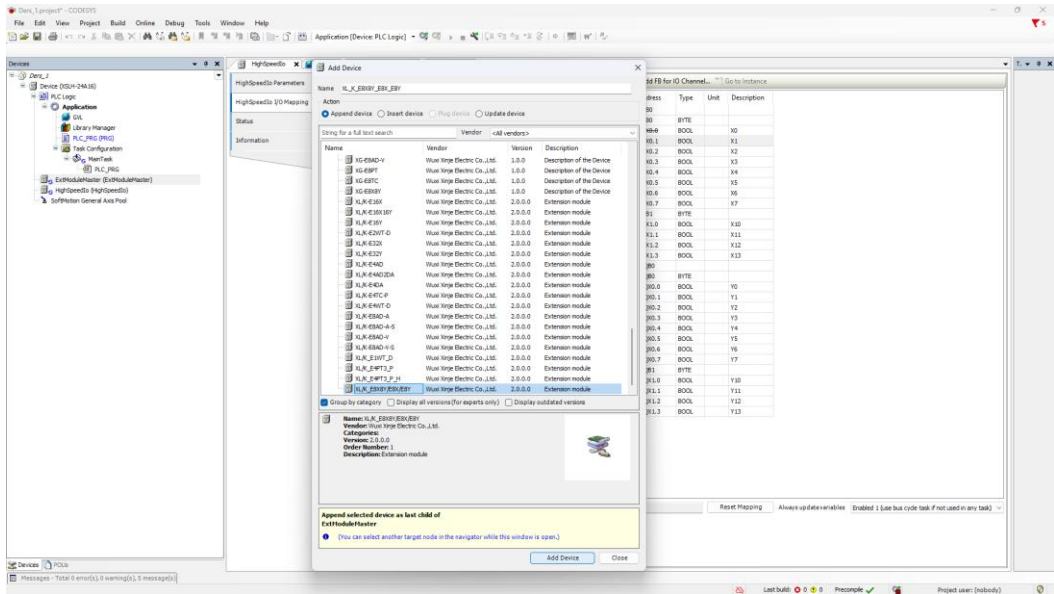 Ders_1.project* - CODESYS
File Edit View Project Build Online Debug Tools Window Help
Application [Device: PLC Logic]
Devices
Ders_1
Device (XSLH-24A16)
PLC Logic
Application
GVL
Library Manager
PLC_PRG (PRG)
Task Configuration
MainTask
PLC_PRG
ExtModuleMaster (ExtModuleMaster)
HighSpeedIo (HighSpeedIo)
SoftMotion General Axis Pool
HighSpeedIo
HighSpeedIo Parameters
HighSpeedIo I/O Mapping
Status
Information
Add Device
Name XL_K_E8X8Y_E8X_E8Y
Action
Append device Insert device Plug device Update device
String for a full text search Vendor <All vendors>
Name Vendor Version Description
XG-E8AD-V Wuxi Xinje Electric Co.,Ltd. 1.0.0 Description of the Device
XG-E8PT Wuxi Xinje Electric Co.,Ltd. 1.0.0 Description of the Device
XG-E8TC Wuxi Xinje Electric Co.,Ltd. 1.0.0 Description of the Device
XG-E8X8Y Wuxi Xinje Electric Co.,Ltd. 1.0.0 Description of the Device
XL/K-E16X Wuxi Xinje Electric Co.,Ltd. 2.0.0.0 Extension module
XL/K-E16X16Y Wuxi Xinje Electric Co.,Ltd. 2.0.0.0 Extension module
XL/K-E16Y Wuxi Xinje Electric Co.,Ltd. 2.0.0.0 Extension module
XL/K-E2WT-D Wuxi Xinje Electric Co.,Ltd. 2.0.0.0 Extension module
XL/K-E32X Wuxi Xinje Electric Co.,Ltd. 2.0.0.0 Extension module
XL/K-E32Y Wuxi Xinje Electric Co.,Ltd. 2.0.0.0 Extension module
XL/K-E4AD Wuxi Xinje Electric Co.,Ltd. 2.0.0.0 Extension module
XL/K-E4AD2DA Wuxi Xinje Electric Co.,Ltd. 2.0.0.0 Extension module
XL/K-E4DA Wuxi Xinje Electric Co.,Ltd. 2.0.0.0 Extension module
XL/K-E4TC-P Wuxi Xinje Electric Co.,Ltd. 2.0.0.0 Extension module
XL/K-E4WT-D Wuxi Xinje Electric Co.,Ltd. 2.0.0.0 Extension module
XL/K-E8AD-A Wuxi Xinje Electric Co.,Ltd. 2.0.0.0 Extension module
XL/K-E8AD-A-S Wuxi Xinje Electric Co.,Ltd. 2.0.0.0 Extension module
XL/K-E8AD-V Wuxi Xinje Electric Co.,Ltd. 2.0.0.0 Extension module
XL/K-E8AD-V-S Wuxi Xinje Electric Co.,Ltd. 2.0.0.0 Extension module
XL/K_E1WT_D Wuxi Xinje Electric Co.,Ltd. 2.0.0.0 Extension module
XL/K_E4PT3_P Wuxi Xinje Electric Co.,Ltd. 2.0.0.0 Extension module
XL/K_E4PT3_P_H Wuxi Xinje Electric Co.,Ltd. 2.0.0.0 Extension module
XL/K_E8X8Y/E8X/E8Y Wuxi Xinje Electric Co.,Ltd. 2.0.0.0 Extension module
Group by category Display all versions (for experts only) Display outdated versions
Name: XL/K_E8X8Y/E8X/E8Y
Vendor: Wuxi Xinje Electric Co.,Ltd.
Categories:
Version: 2.0.0.0
Order Number: 1
Description: Extension module
Append selected device as last child of
ExtModuleMaster
(You can select another target node in the navigator while this window is open.)
Add Device Close
FB for IO Channel... Go to Instance
Type Unit Description
BYTE
BOOL X0
BOOL X1
BOOL X2
BOOL X3
BOOL X4
BOOL X5
BOOL X6
BOOL X7
BYTE
BOOL X10
BOOL X11
BOOL X12
BOOL X13
BYTE
BOOL Y0
BOOL Y1
BOOL Y2
BOOL Y3
BOOL Y4
BOOL Y5
BOOL Y6
BOOL Y7
BYTE
BOOL Y10
BOOL Y11
BOOL Y12
BOOL Y13
Reset Mapping Always update variables Enabled 1 (use bus cycle task if not used in any task)
Devices POUs
Messages - Total 0 error(s), 0 warning(s), 5 message(s)
Last build: 0 0 Precompile Project user: (nobody)